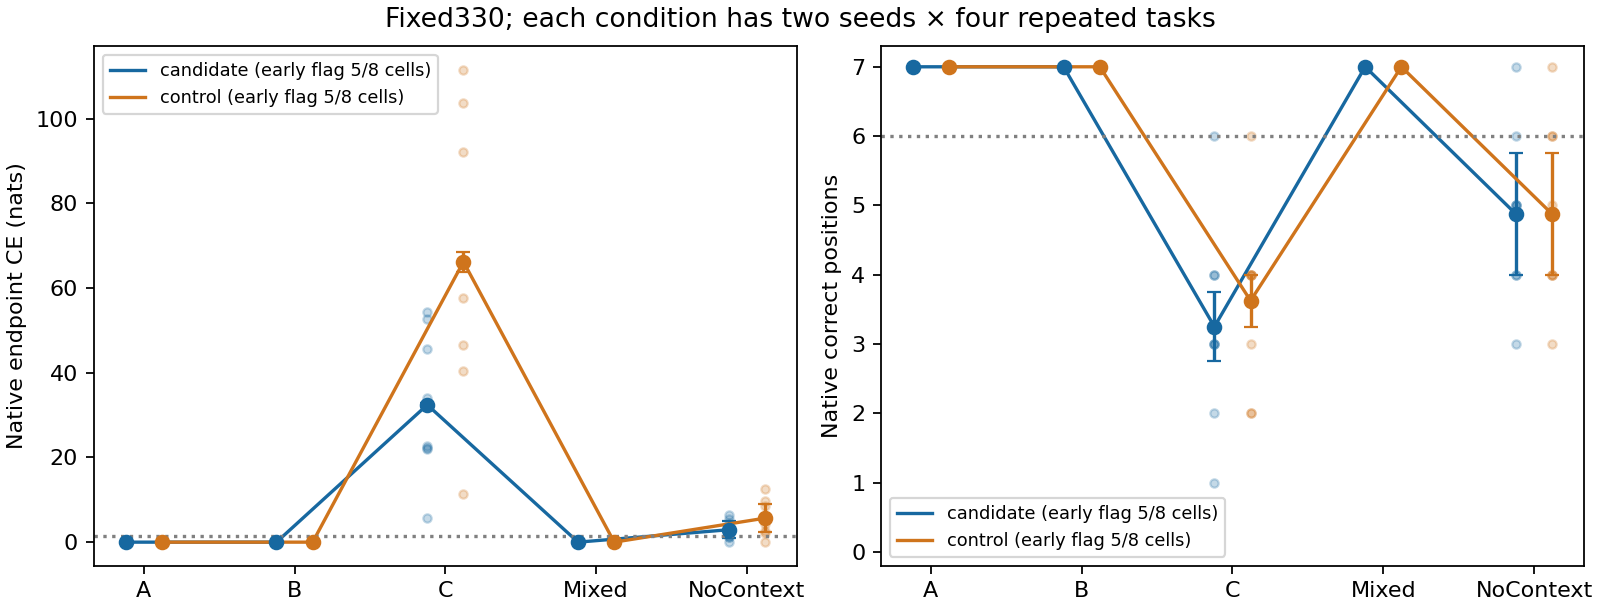 Fixed330; each condition has two seeds × four repeated tasks
Native endpoint CE (nats)
100
80
60
40
20
0
candidate (early flag 5/8 cells)
control (early flag 5/8 cells)
A
B
C
Mixed
NoContext
Native correct positions
7
6
5
4
3
2
1
0
candidate (early flag 5/8 cells)
control (early flag 5/8 cells)
A
B
C
Mixed
NoContext